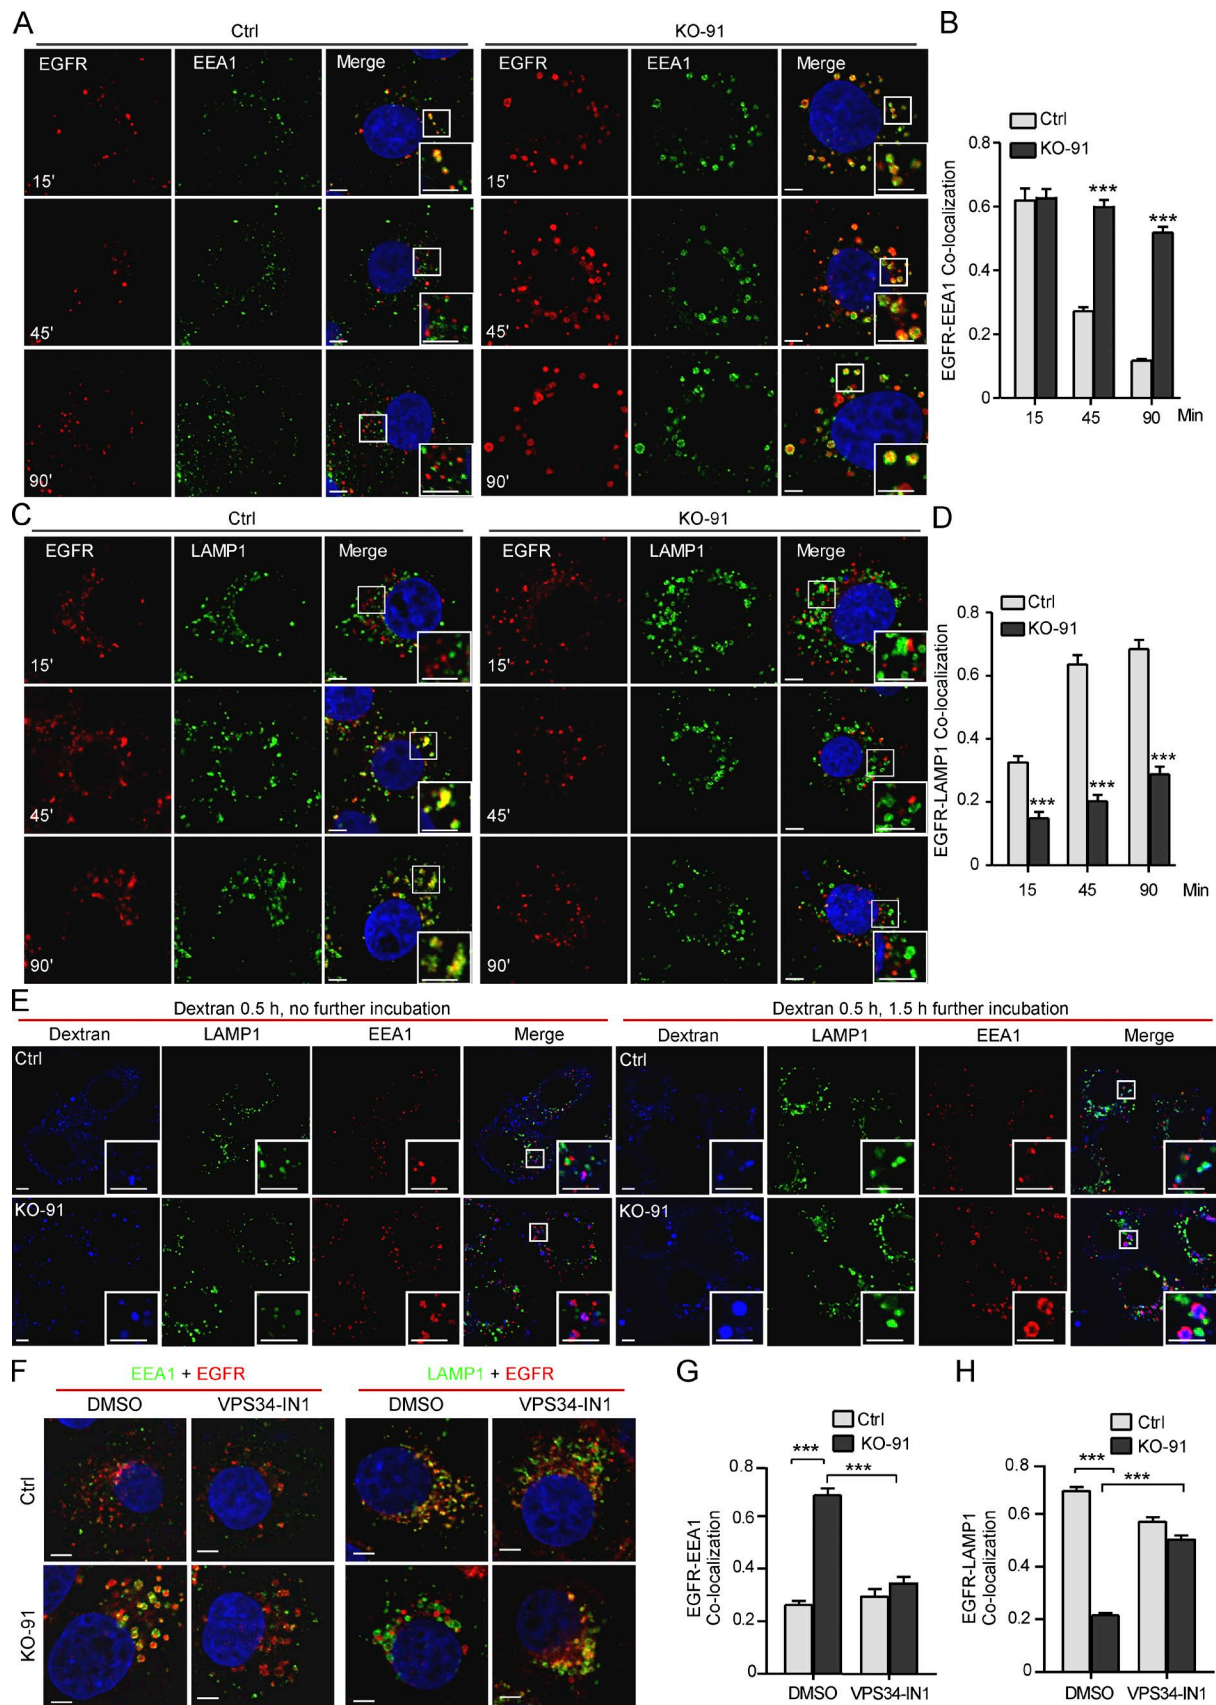 A
Ctrl
KO-91
EGFR EEA1 Merge EGFR EEA1 Merge
15' 15'
45' 45'
90' 90'
B
Ctrl
KO-91
EGFR-EEA1 Co-localization
0.8
0.6
0.4
0.2
0
*** ***
15 45 90 Min
C
Ctrl
KO-91
EGFR LAMP1 Merge EGFR LAMP1 Merge
15' 15'
45' 45'
90' 90'
D
Ctrl
KO-91
EGFR-LAMP1 Co-localization
0.8
0.6
0.4
0.2
0
*** *** ***
15 45 90 Min
E
Dextran 0.5 h, no further incubation
Dextran 0.5 h, 1.5 h further incubation
Dextran LAMP1 EEA1 Merge Dextran LAMP1 EEA1 Merge
Ctrl Ctrl
KO-91 KO-91
F
EEA1 + EGFR
LAMP1 + EGFR
DMSO VPS34-IN1 DMSO VPS34-IN1
Ctrl
KO-91
G
Ctrl
KO-91
EGFR-EEA1
Co-localization
0.8
0.6
0.4
0.2
0
*** ***
DMSO VPS34-IN1
H
Ctrl
KO-91
EGFR-LAMP1
Co-localization
0.8
0.6
0.4
0.2
0
*** ***
DMSO VPS34-IN1